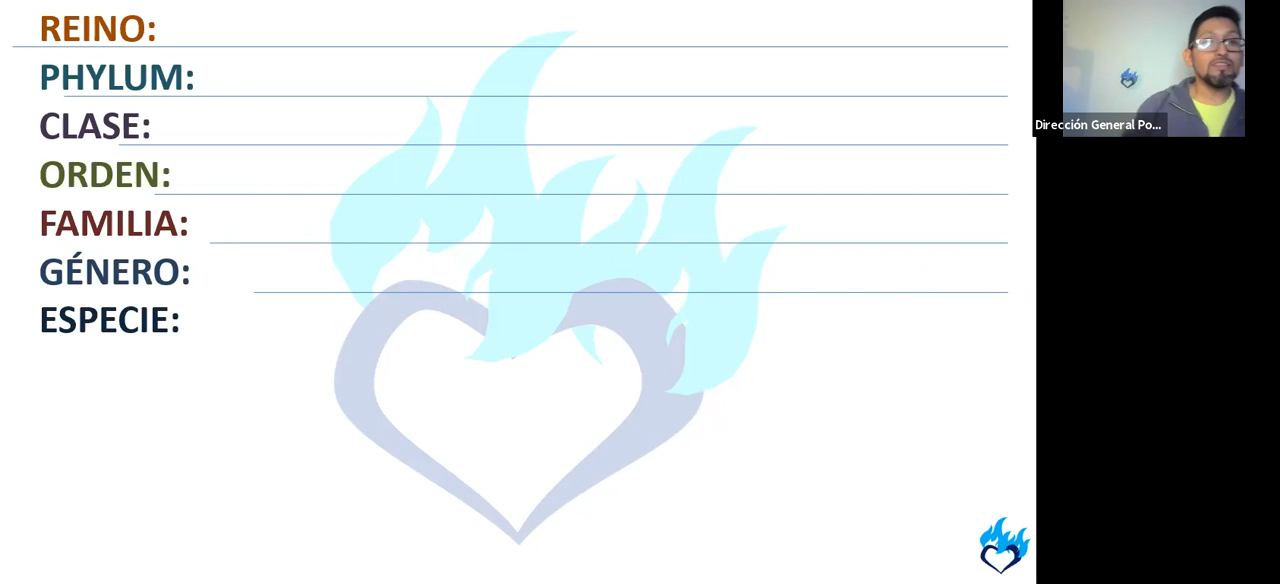 REINO:
PHYLUM:
CLASE:
ORDEN:
FAMILIA:
GÉNERO:
ESPECIE:
Dirección General Po...